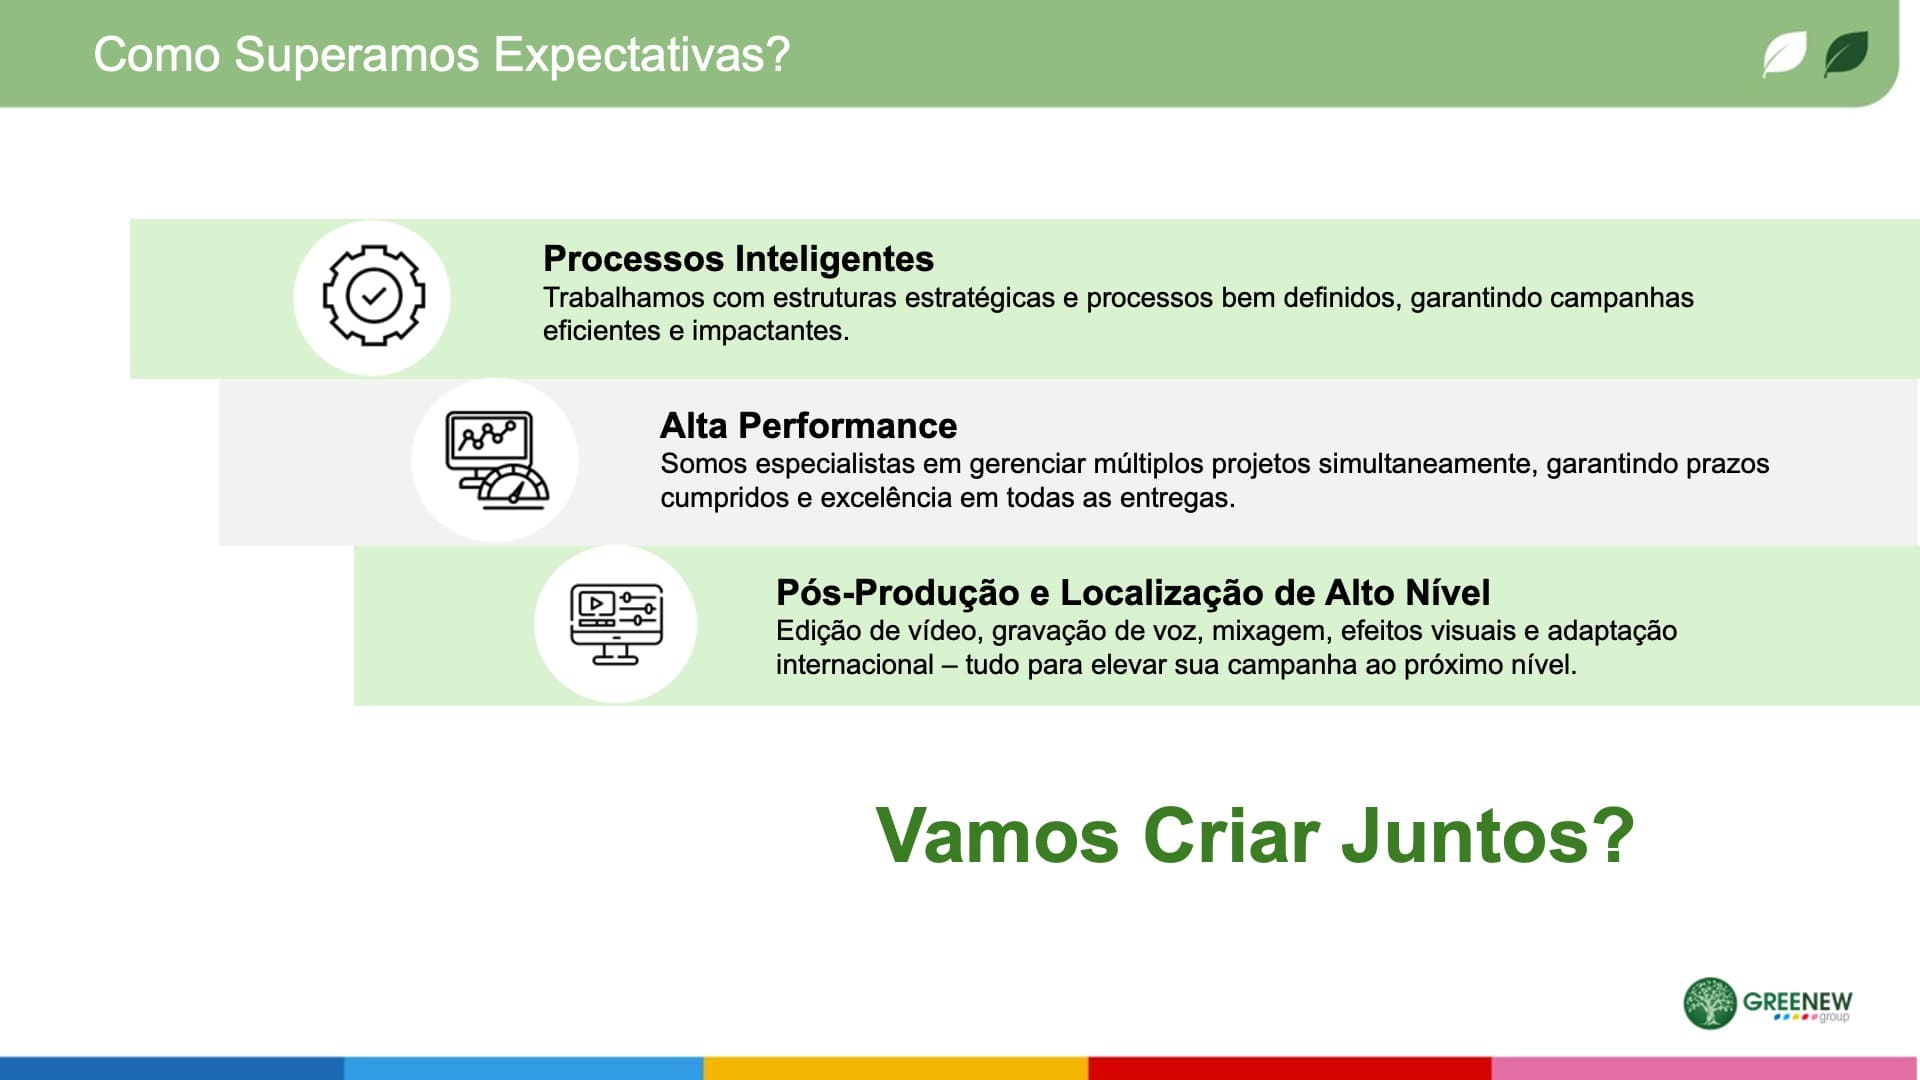 Como Superamos Expectativas?
Processos Inteligentes
Trabalhamos com estruturas estratégicas e processos bem definidos, garantindo campanhas
eficientes e impactantes.
Alta Performance
Somos especialistas em gerenciar múltiplos projetos simultaneamente, garantindo prazos
cumpridos e excelência em todas as entregas.
Pós-Produção e Localização de Alto Nível
Edição de vídeo, gravação de voz, mixagem, efeitos visuais e adaptação
internacional – tudo para elevar sua campanha ao próximo nível.
Vamos Criar Juntos?
GREENEW
group